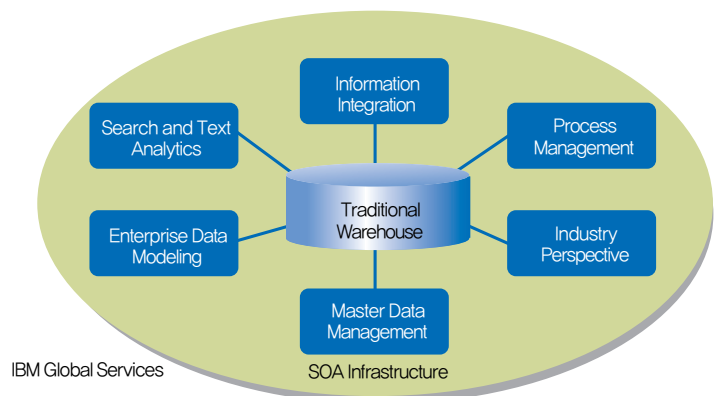 Information
Integration
Search and Text
Analytics
Process
Management
Traditional
Warehouse
Enterprise Data
Modeling
Industry
Perspective
Master Data
Management
IBM Global Services
SOA Infrastructure